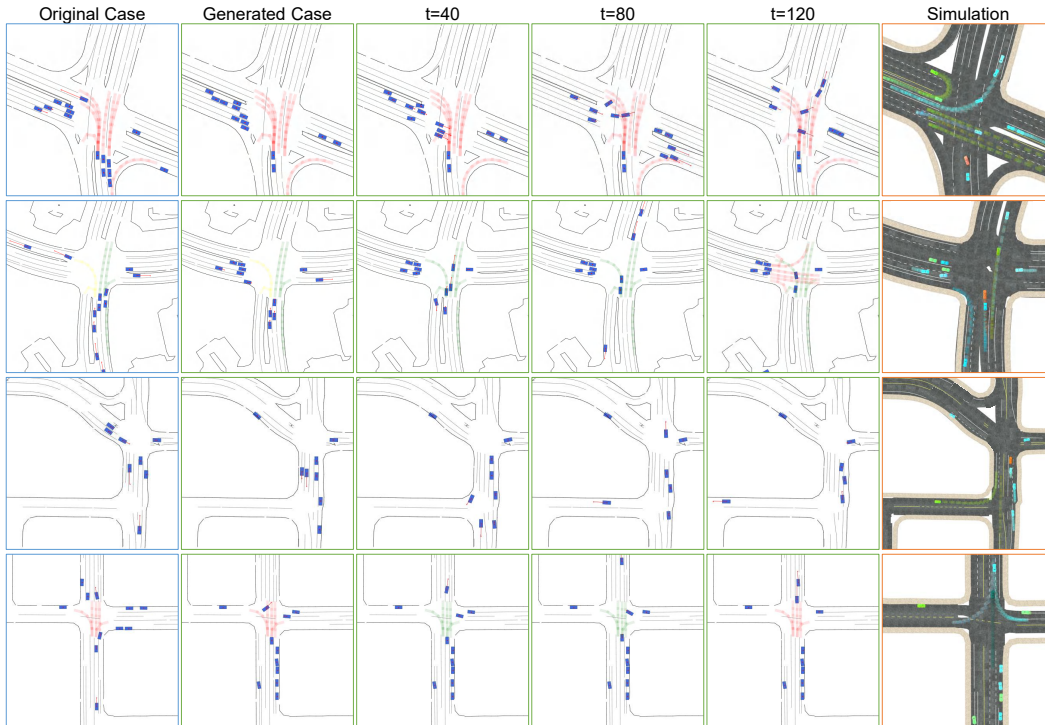 Original Case
Generated Case
t=40
t=80
t=120
Simulation